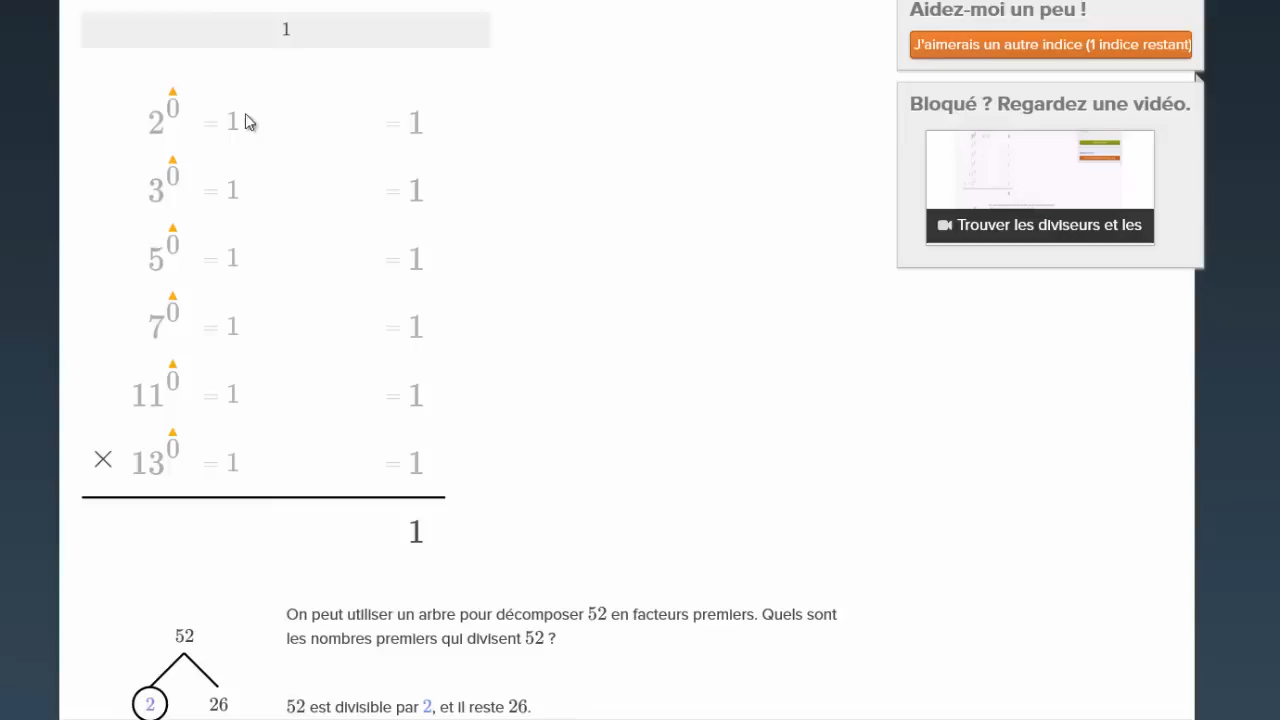 Aidez-moi un peu !
1
J'aimerais un autre indice (1 indice restant)
Bloqué ? Regardez une vidéo.
2^0 = 1 = 1
3^0 = 1 = 1
5^0 = 1 = 1
7^0 = 1 = 1
11^0 = 1 = 1
× 13^0 = 1 = 1
Trouver les diviseurs et les
1
On peut utiliser un arbre pour décomposer 52 en facteurs premiers. Quels sont
les nombres premiers qui divisent 52 ?
52
2 26
52 est divisible par 2, et il reste 26.